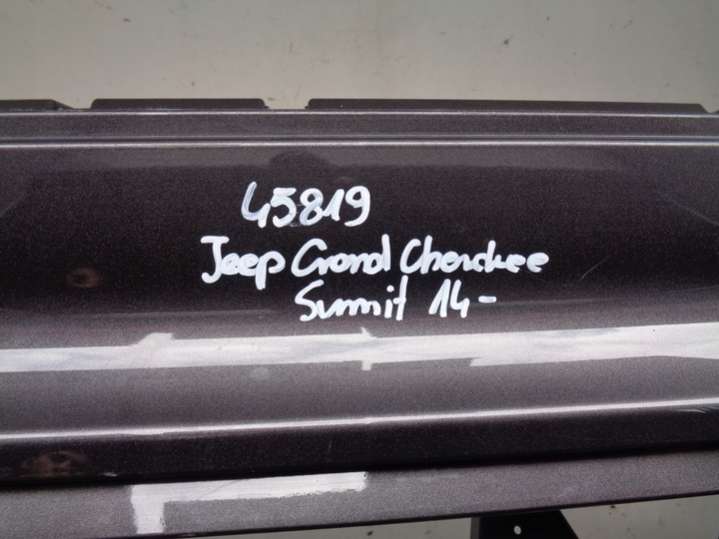 45819
Jeep Grand Cherokee
Summit 14-